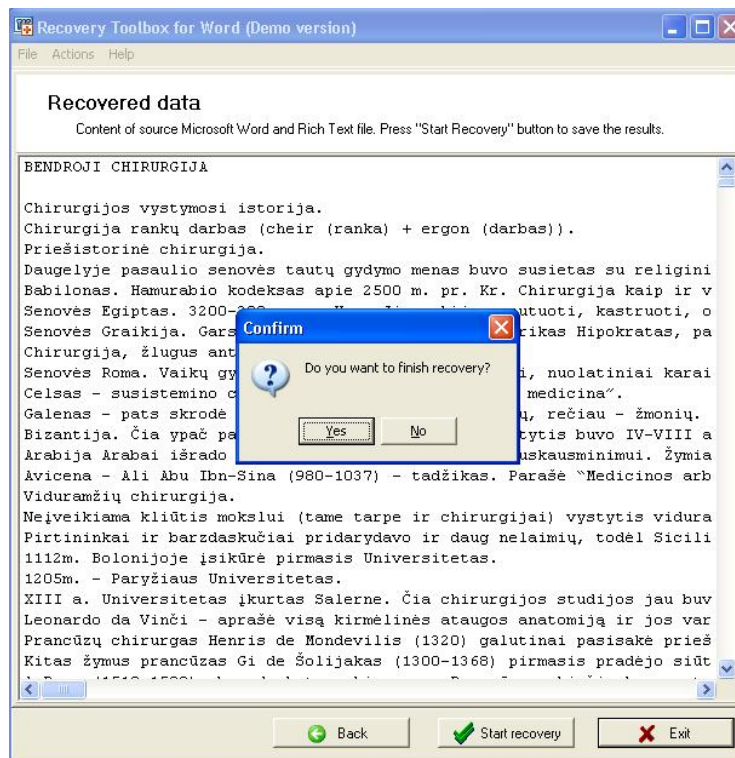 Recovery Toolbox for Word (Demo version)
File Actions Help
Recovered data
Content of source Microsoft Word and Rich Text file. Press "Start Recovery" button to save the results.
BENDROJI CHIRURGIJA
Chirurgijos vystymosi istorija.
Chirurgija rankų darbas (cheir (ranka) + ergon (darbas)).
Priešistorinė chirurgija.
Daugelyje pasaulio senovės tautų gydymo menas buvo susietas su religini
Babilonas. Hamurabio kodeksas apie 2500 m. pr. Kr. Chirurgija kaip ir v
Senovės Egiptas. 3200- utuoti, kastruoti, o
Senovės Graikija. Gars rikas Hipokratas, pa
Chirurgija, žlugus ant
Senovės Roma. Vaikų gy i, nuolatiniai karai
Celsas - susistemino medicina".
Galenas - pats skrodė ų, rečiau - žmonių.
Bizantija. Čia ypač pa tytis buvo IV-VIII a
Arabija Arabai išrado uskausminimui. Žymia
Avicena - Ali Abu Ibn-Sina (980-1037) - tadžikas. Parašė "Medicinos arb
Viduramžių chirurgija.
Neįveikiama kliūtis mokslui (tame tarpe ir chirurgijai) vystytis vidura
Pirtininkai ir barzdaskučiai pridarydavo ir daug nelaimių, todėl Sicili
1112m. Bolonijoje įsikūrė pirmasis Universitetas.
1205m. - Paryžiaus Universitetas.
XIII a. Universitetas įkurtas Salerne. Čia chirurgijos studijos jau buv
Leonardo da Vinči - aprašė visą kirmėlinės ataugos anatomiją ir jos var
Prancūzų chirurgas Henris de Mondevilis (1320) galutinai pasisakė prieš
Kitas žymus prancūzas Gi de Šolijakas (1300-1368) pirmasis pradėjo siūt
Confirm
Do you want to finish recovery?
Yes No
Back Start recovery Exit